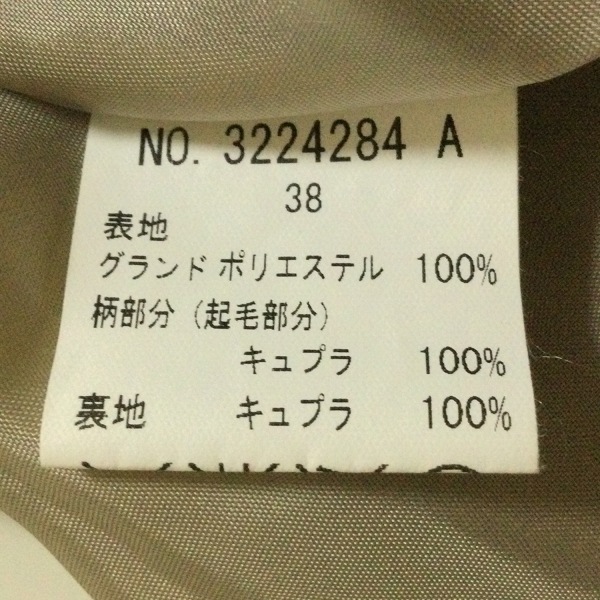 NO. 3224284 A
38
表地
グランド ポリエステル 100%
柄部分（起毛部分）
キュプラ 100%
裏地 キュプラ 100%